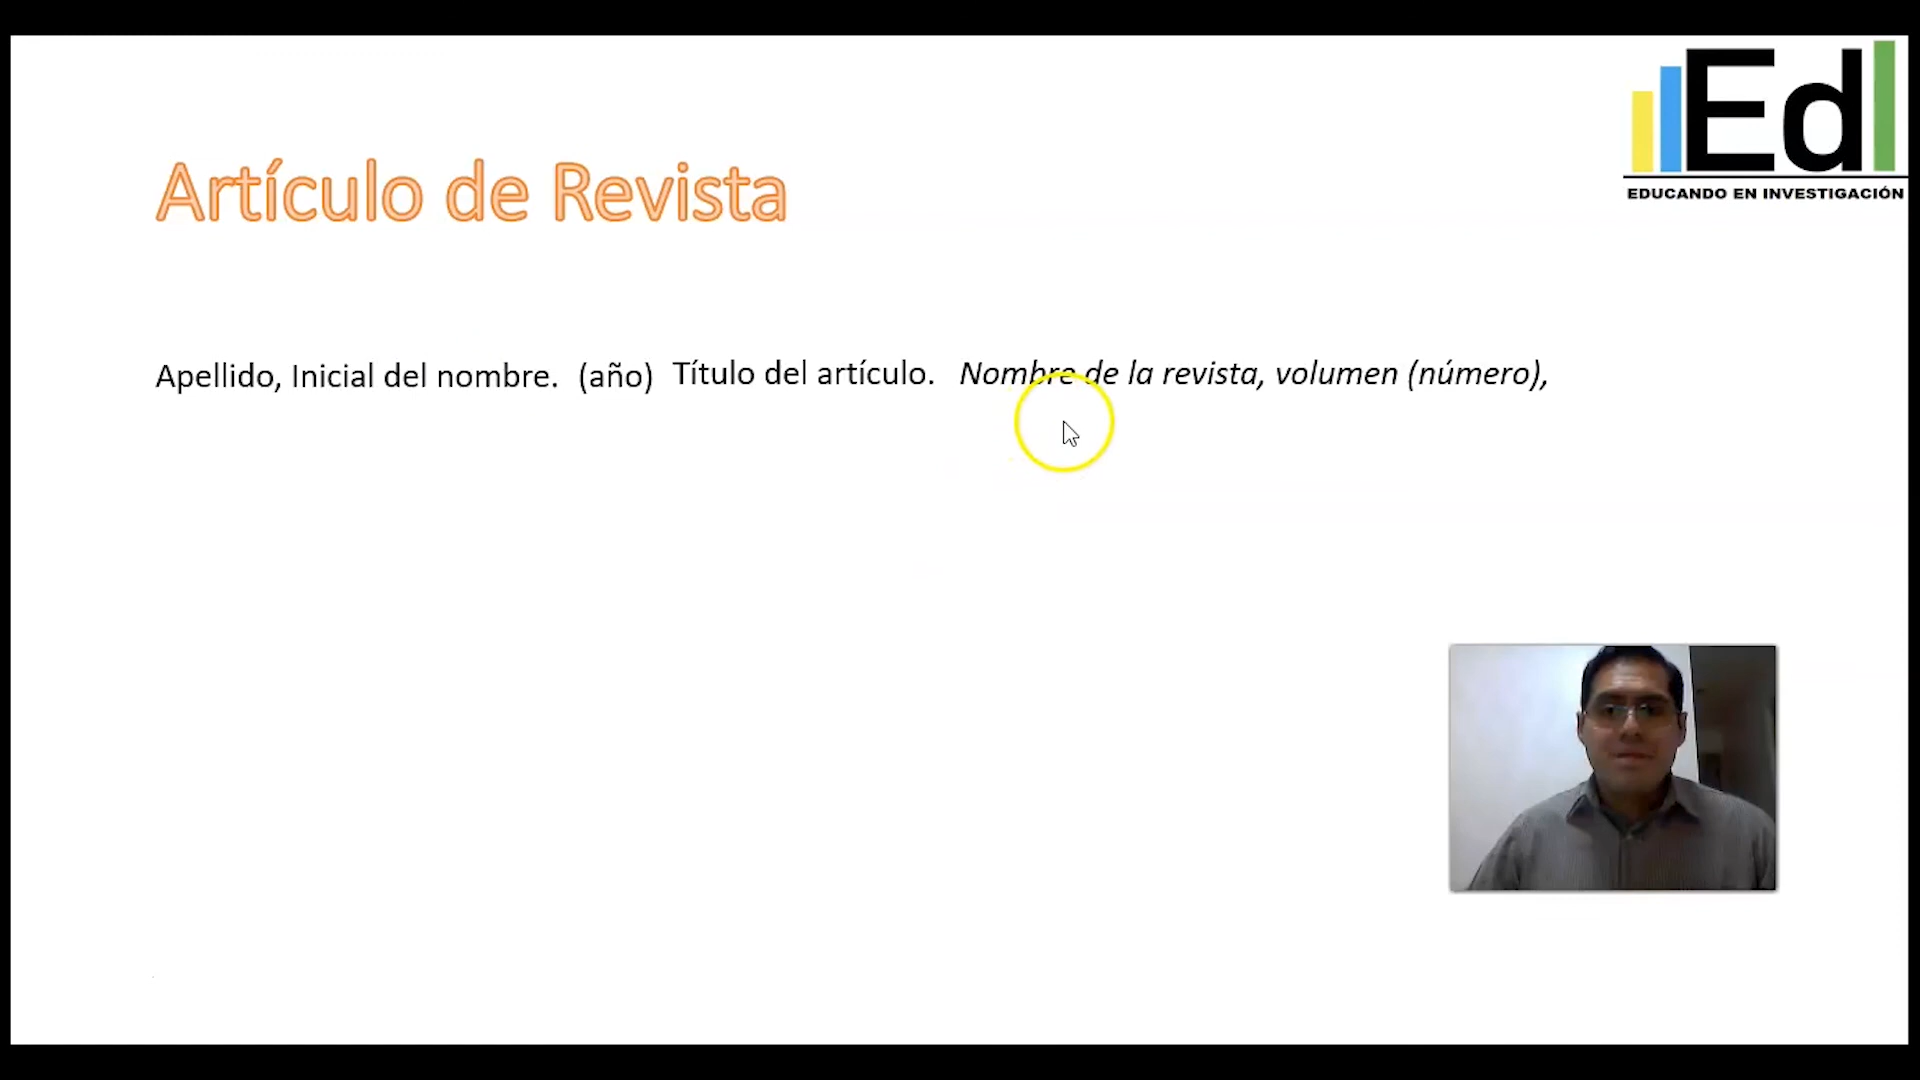 Ed
EDUCANDO EN INVESTIGACIÓN
Artículo de Revista
Apellido, Inicial del nombre. (año) Título del artículo. Nombre de la revista, volumen (número),